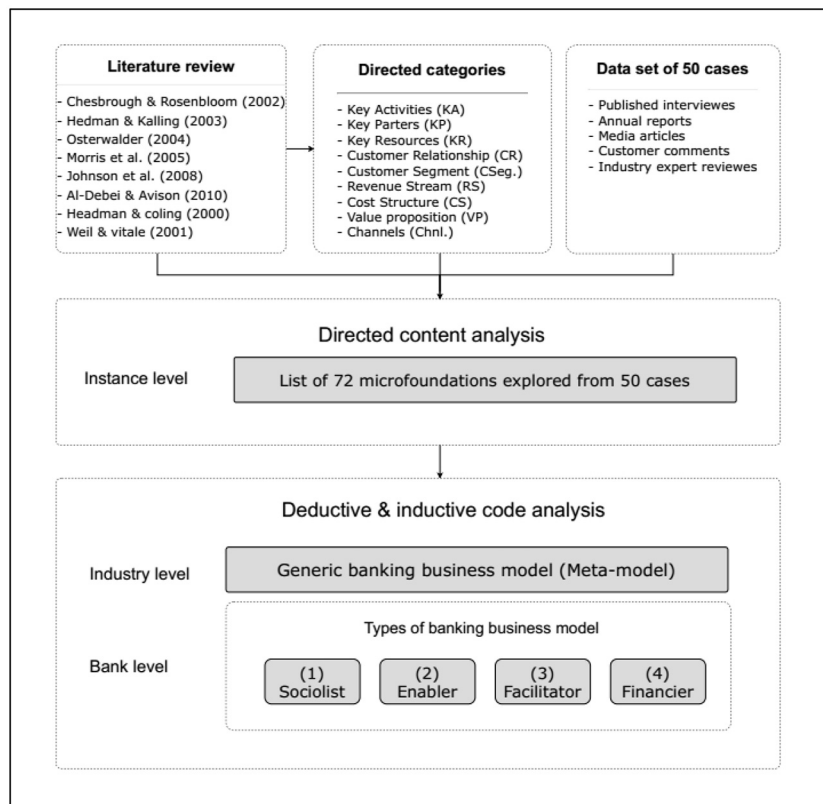 Literature review
- Chesbrough & Rosenbloom (2002)
- Hedman & Kalling (2003)
- Osterwalder (2004)
- Morris et al. (2005)
- Johnson et al. (2008)
- Al-Debei & Avison (2010)
- Headman & coling (2000)
- Weil & vitale (2001)
Directed categories
- Key Activities (KA)
- Key Parters (KP)
- Key Resources (KR)
- Customer Relationship (CR)
- Customer Segment (CSeg.)
- Revenue Stream (RS)
- Cost Structure (CS)
- Value proposition (VP)
- Channels (Chnl.)
Data set of 50 cases
- Published interviewes
- Annual reports
- Media articles
- Customer comments
- Industry expert reviewes
Directed content analysis
Instance level
List of 72 microfoundations explored from 50 cases
Deductive & inductive code analysis
Industry level
Generic banking business model (Meta-model)
Types of banking business model
Bank level
(1)
Sociolist
(2)
Enabler
(3)
Facilitator
(4)
Financier